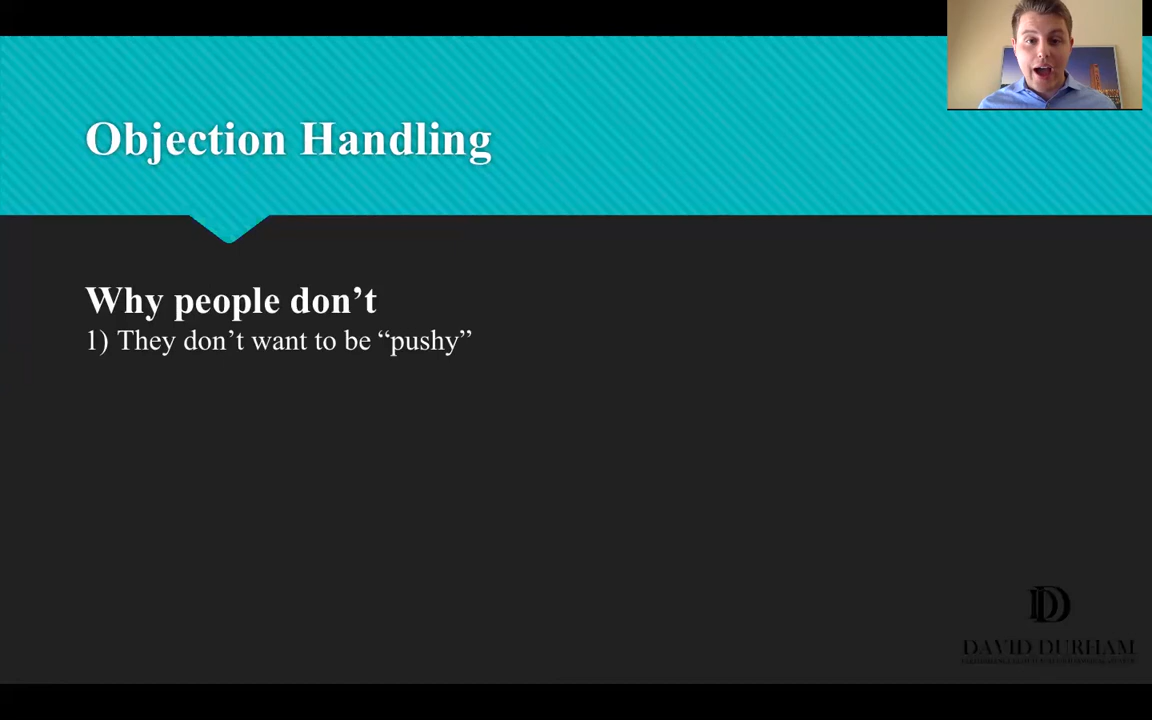 Objection Handling
Why people don’t
1) They don’t want to be “pushy”
DAVID DURHAM